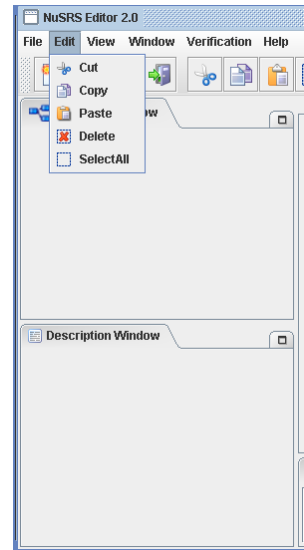 NuSRS Editor 2.0
File Edit View Window Verification Help
Cut
Copy
Paste
Delete
SelectAll
Description Window